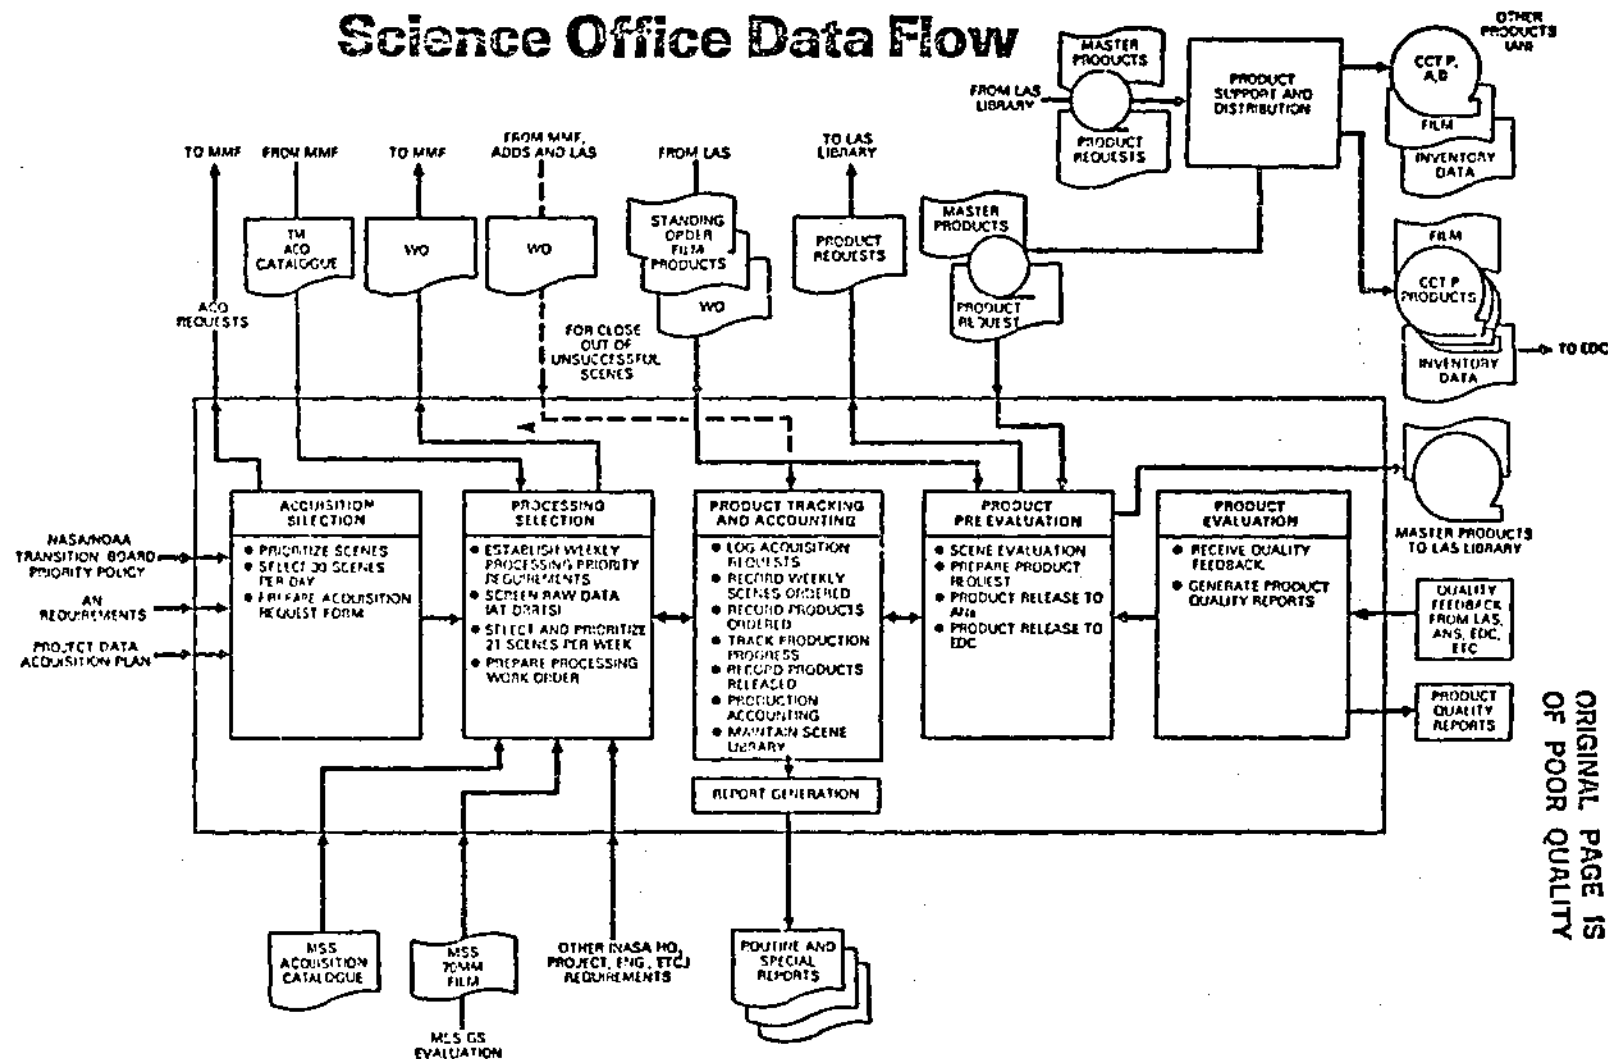 Science Office Data Flow
OTHER
PRODUCTS
MASTER
PRODUCTS
FROM LAS
LIBRARY
PRODUCT
REQUESTS
PRODUCT
SUPPORT AND
DISTRIBUTION
CCT P,
FILM
INVENTORY
DATA
TO MMF
FROM MMF
TO MMF
FROM MMF,
ADDS AND LAS
FROM LAS
TO LAS
LIBRARY
TM
ACQ
CATALOGUE
WO
WO
STANDING
ORDER
FILM
PRODUCTS
WO
PRODUCT
REQUESTS
MASTER
PRODUCTS
PRODUCT
REQUEST
FILM
CCT P
PRODUCTS
INVENTORY
DATA
TO EDC
ACQ
REQUESTS
FOR CLOSE
OUT OF
UNSUCCESSFUL
SCENES
MASTER PRODUCTS
TO LAS LIBRARY
NASA/NOAA
TRANSITION BOARD
PRIORITY POLICY
AN
REQUIREMENTS
PROJECT DATA
ACQUISITION PLAN
ACQUISITION
SELECTION
● PRIORITIZE SCENES
● SELECT 30 SCENES
PER DAY
● PREPARE ACQUISITION
REQUEST FORM
PROCESSING
SELECTION
● ESTABLISH WEEKLY
PROCESSING PRIORITY
REQUIREMENTS
● SCREEN RAW DATA
(AT DRRTS)
● SELECT AND PRIORITIZE
21 SCENES PER WEEK
● PREPARE PROCESSING
WORK ORDER
PRODUCT TRACKING
AND ACCOUNTING
● LOG ACQUISITION
REQUESTS
● RECORD WEEKLY
SCENES ORDERED
● RECORD PRODUCTS
ORDERED
● TRACK PRODUCTION
PROGRESS
● RECORD PRODUCTS
RELEASED
● PRODUCTION
ACCOUNTING
● MAINTAIN SCENE
LIBRARY
REPORT GENERATION
PRODUCT
PRE EVALUATION
● SCENE EVALUATION
● PREPARE PRODUCT
REQUEST
● PRODUCT RELEASE TO
ANs
● PRODUCT RELEASE TO
EDC
PRODUCT
EVALUATION
● RECEIVE QUALITY
FEEDBACK
● GENERATE PRODUCT
QUALITY REPORTS
QUALITY
FEEDBACK
FROM LAS,
ANS, EDC,
ETC
PRODUCT
QUALITY
REPORTS
MSS
ACQUISITION
CATALOGUE
MSS
70MM
FILM
MSS GS
EVALUATION
OTHER (NASA HQ,
PROJECT, ENG, ETC.)
REQUIREMENTS
ROUTINE AND
SPECIAL
REPORTS
ORIGINAL PAGE IS
OF POOR QUALITY